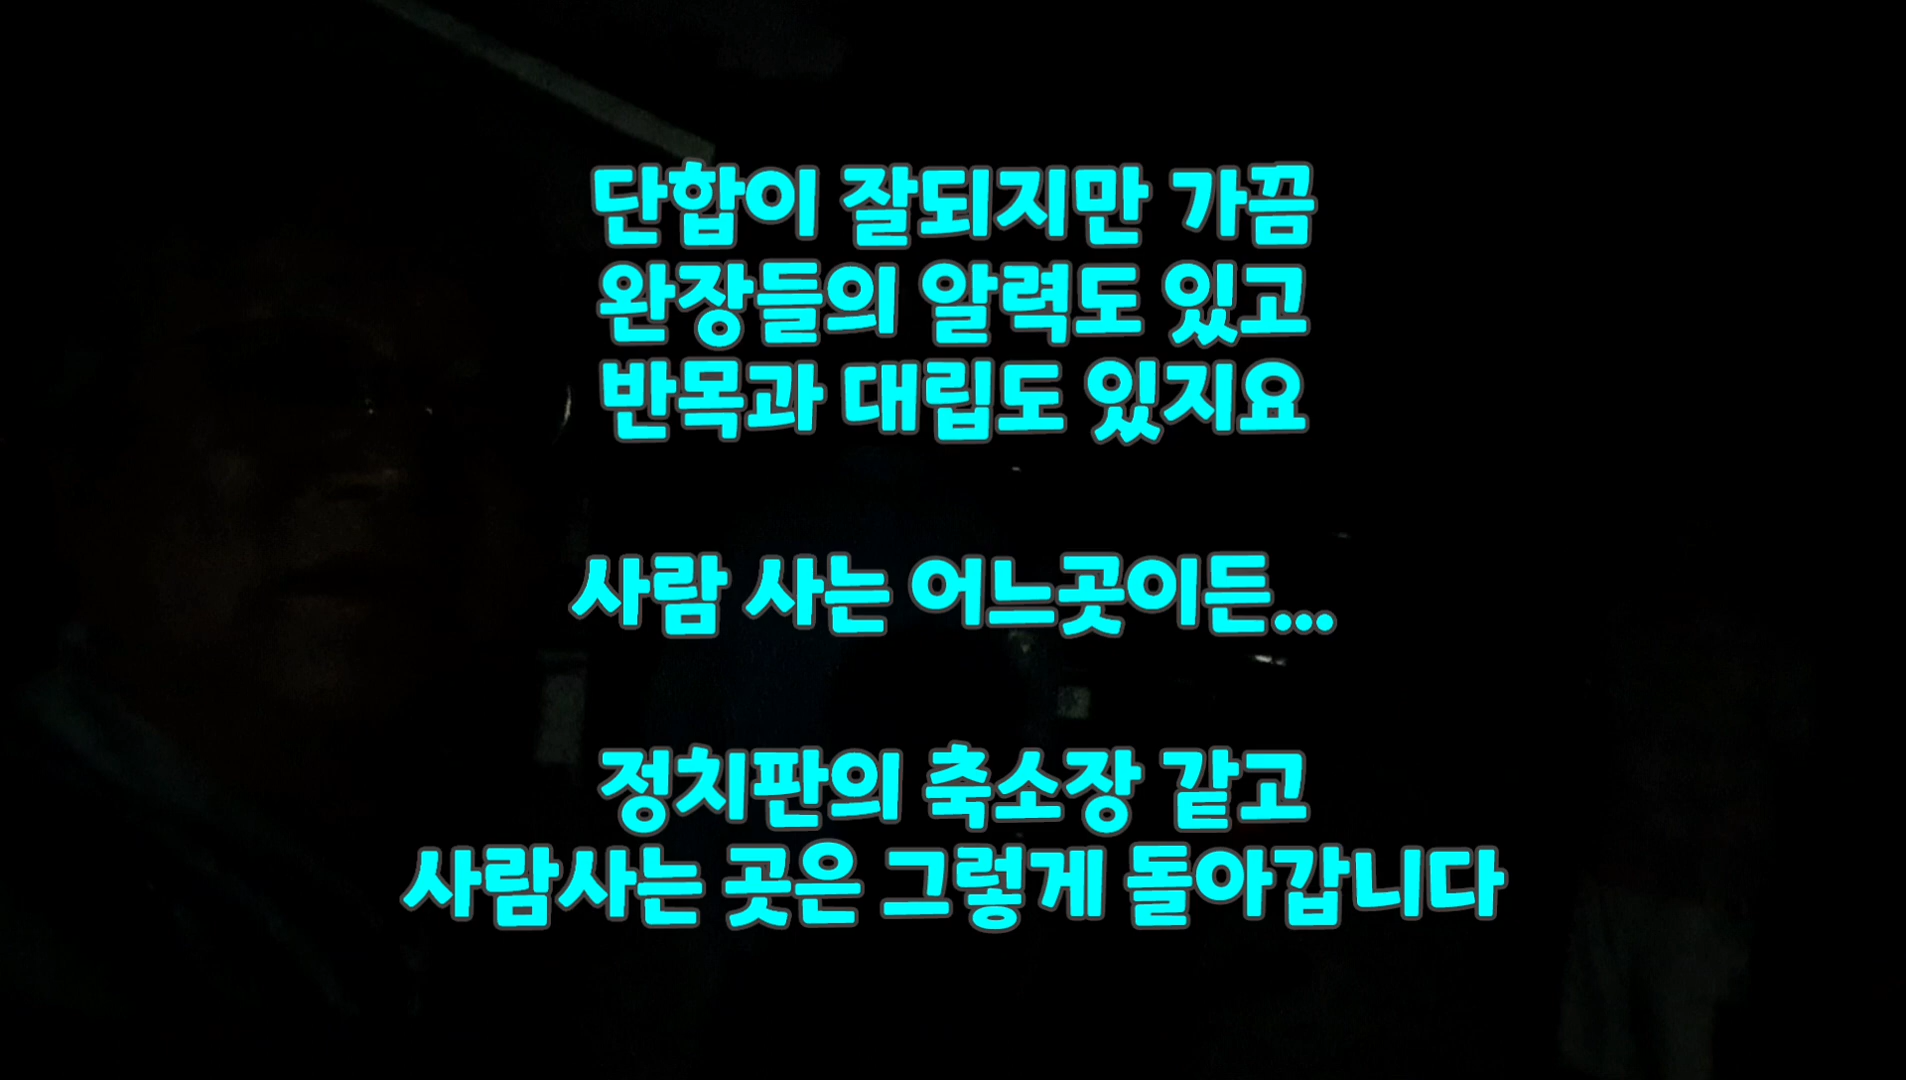 단합이 잘되지만 가끔
완장들의 알력도 있고
반목과 대립도 있지요
사람 사는 어느곳이든...
정치판의 축소장 같고
사람사는 곳은 그렇게 돌아갑니다